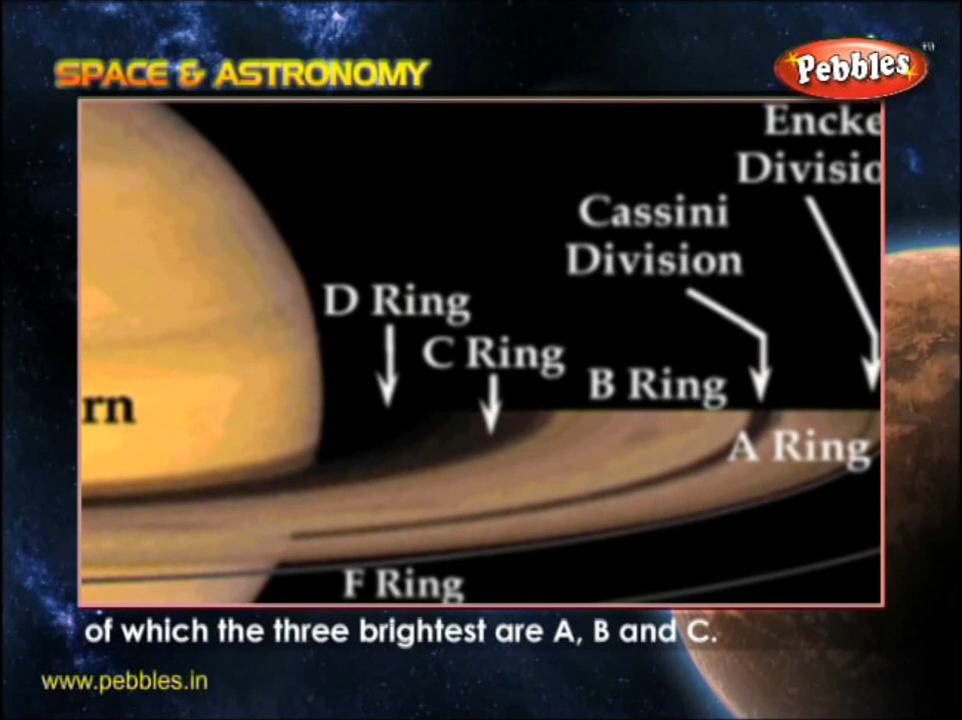 SPACE & ASTRONOMY
Pebbles
Encke
Divisio
Cassini
Division
D Ring
C Ring
B Ring
rn
A Ring
F Ring
of which the three brightest are A, B and C.
www.pebbles.in